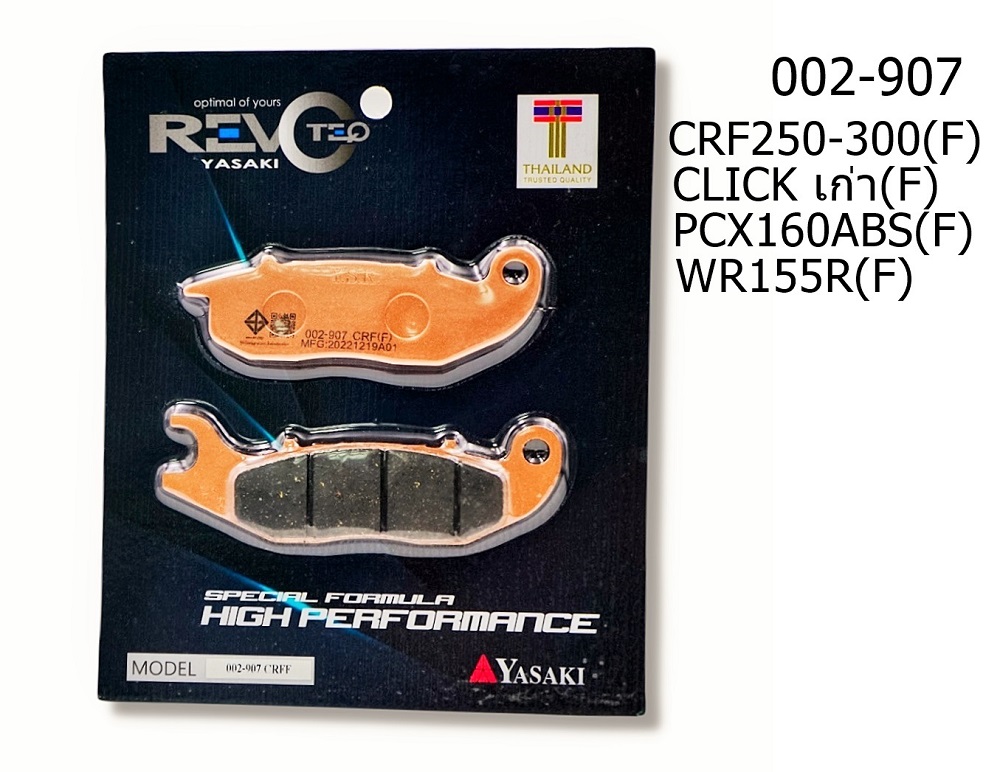 002-907
CRF250-300(F)
CLICK เก่า(F)
PCX160ABS(F)
WR155R(F)
optimal of yours
REVO TEQ
YASAKI
THAILAND
TRUSTED QUALITY
002-907 CRF(F)
MFG:20221219A01
SPECIAL FORMULA
HIGH PERFORMANCE
MODEL 002-907 CRFF
YASAKI